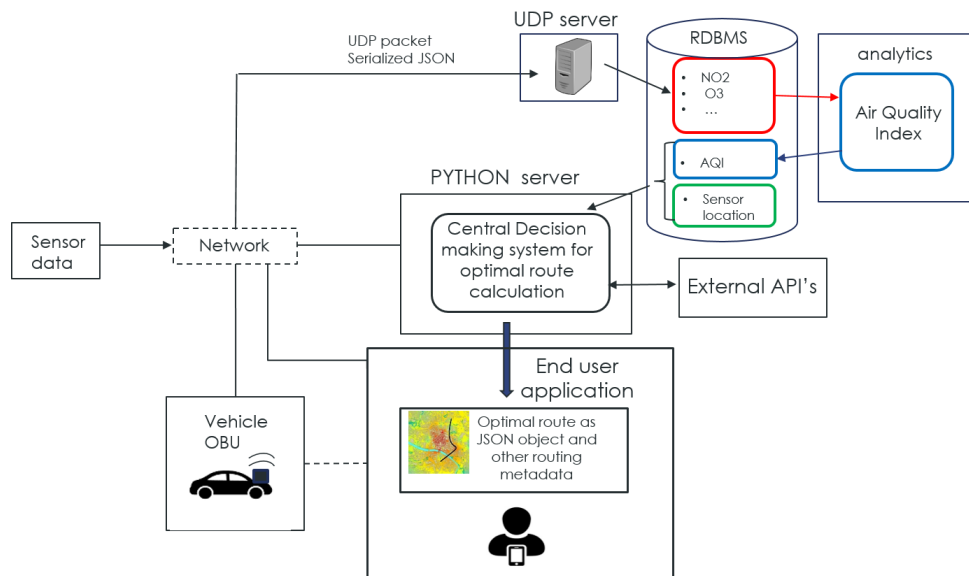 UDP server
UDP packet
Serialized JSON
RDBMS
• NO2
• O3
• ...
analytics
Air Quality
Index
• AQI
• Sensor
location
PYTHON server
Central Decision
making system for
optimal route
calculation
Sensor
data
Network
External API's
End user
application
Vehicle
OBU
Optimal route as
JSON object and
other routing
metadata